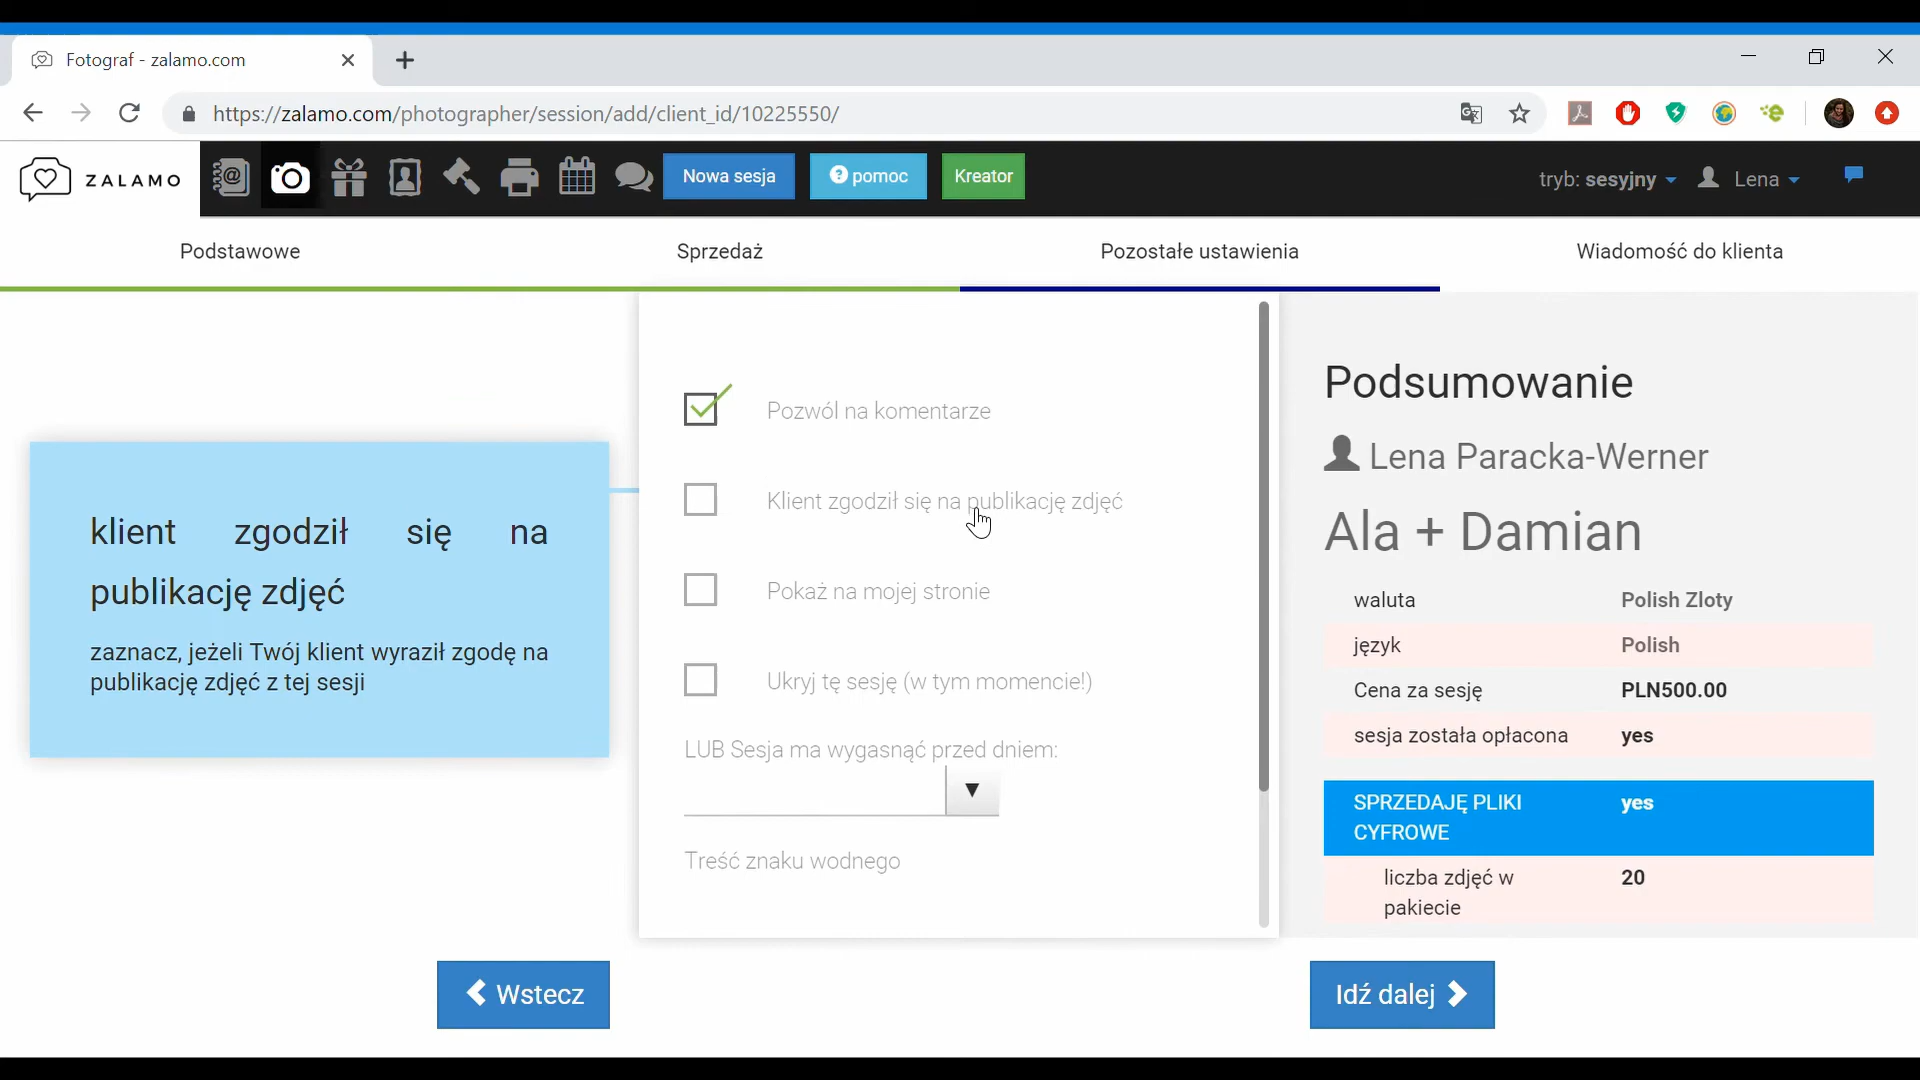 Fotograf - zalamo.com
https://zalamo.com/photographer/session/add/client_id/10225550/
ZALAMO
Nowa sesja
pomoc
Kreator
tryb: sesyjny
Lena
Podstawowe
Sprzedaż
Pozostałe ustawienia
Wiadomość do klienta
klient zgodził się na
publikację zdjęć
zaznacz, jeżeli Twój klient wyraził zgodę na
publikację zdjęć z tej sesji
Pozwól na komentarze
Klient zgodził się na publikację zdjęć
Pokaż na mojej stronie
Ukryj tę sesję (w tym momencie!)
LUB Sesja ma wygasnąć przed dniem:
Treść znaku wodnego
Podsumowanie
Lena Paracka-Werner
Ala + Damian
waluta Polish Zloty
język Polish
Cena za sesję PLN500.00
sesja została opłacona yes
SPRZEDAJĘ PLIKI yes
CYFROWE
liczba zdjęć w 20
pakiecie
Wstecz
Idź dalej